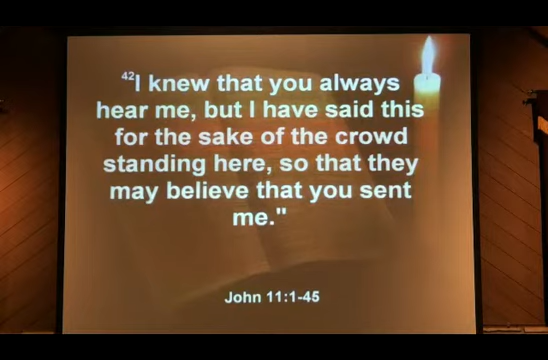 42I knew that you always
hear me, but I have said this
for the sake of the crowd
standing here, so that they
may believe that you sent
me."
John 11:1-45